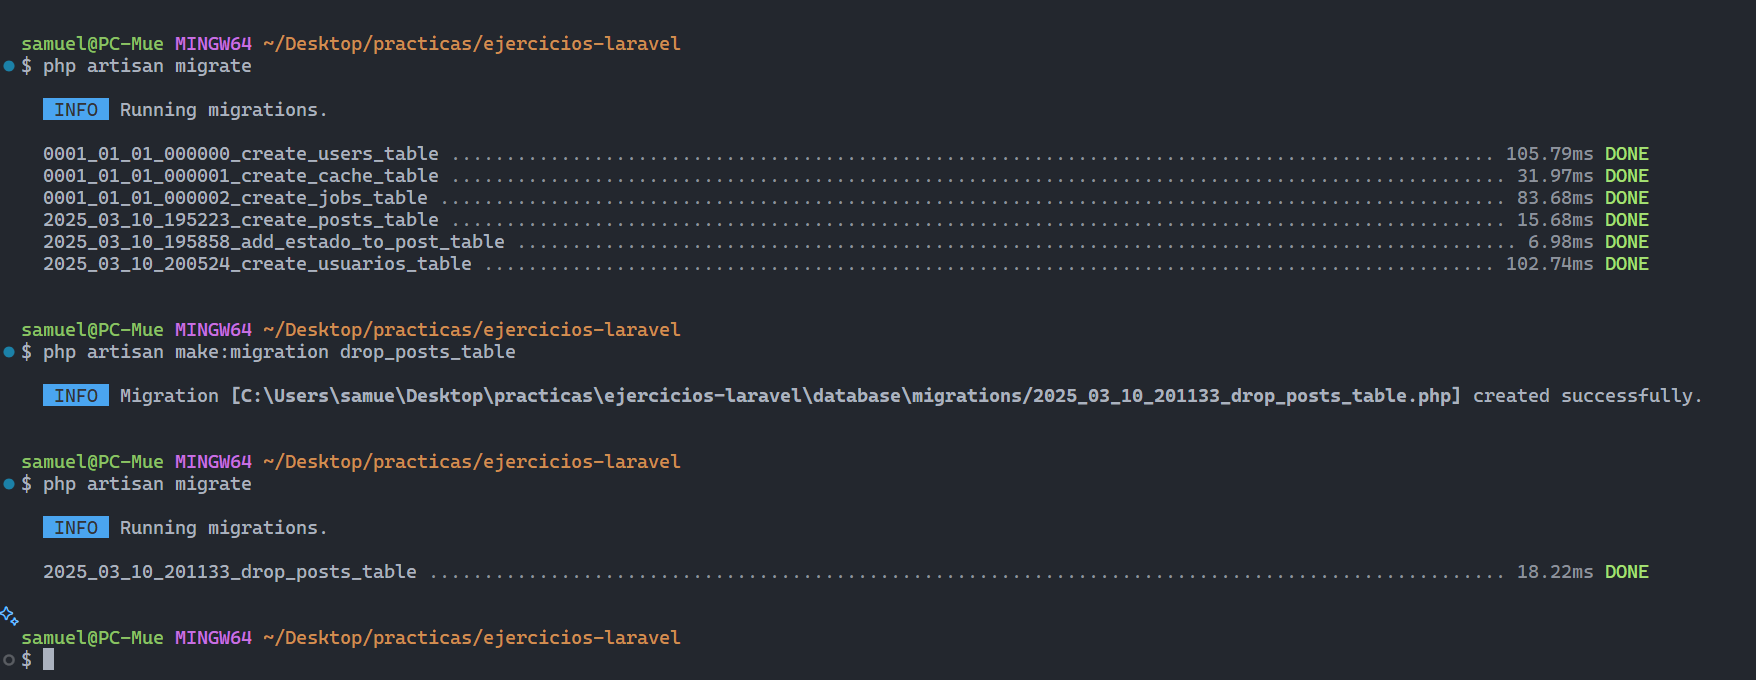 samuel@PC-Mue MINGW64 ~/Desktop/practicas/ejercicios-laravel
$ php artisan migrate
INFO Running migrations.
0001_01_01_000000_create_users_table ............................................................................................... 105.79ms DONE
0001_01_01_000001_create_cache_table ................................................................................................ 31.97ms DONE
0001_01_01_000002_create_jobs_table ................................................................................................. 83.68ms DONE
2025_03_10_195223_create_posts_table ................................................................................................ 15.68ms DONE
2025_03_10_195858_add_estado_to_post_table ........................................................................................... 6.98ms DONE
2025_03_10_200524_create_usuarios_table ............................................................................................ 102.74ms DONE
samuel@PC-Mue MINGW64 ~/Desktop/practicas/ejercicios-laravel
$ php artisan make:migration drop_posts_table
INFO Migration [C:\Users\samue\Desktop\practicas\ejercicios-laravel\database\migrations/2025_03_10_201133_drop_posts_table.php] created successfully.
samuel@PC-Mue MINGW64 ~/Desktop/practicas/ejercicios-laravel
$ php artisan migrate
INFO Running migrations.
2025_03_10_201133_drop_posts_table .................................................................................................. 18.22ms DONE
samuel@PC-Mue MINGW64 ~/Desktop/practicas/ejercicios-laravel
$